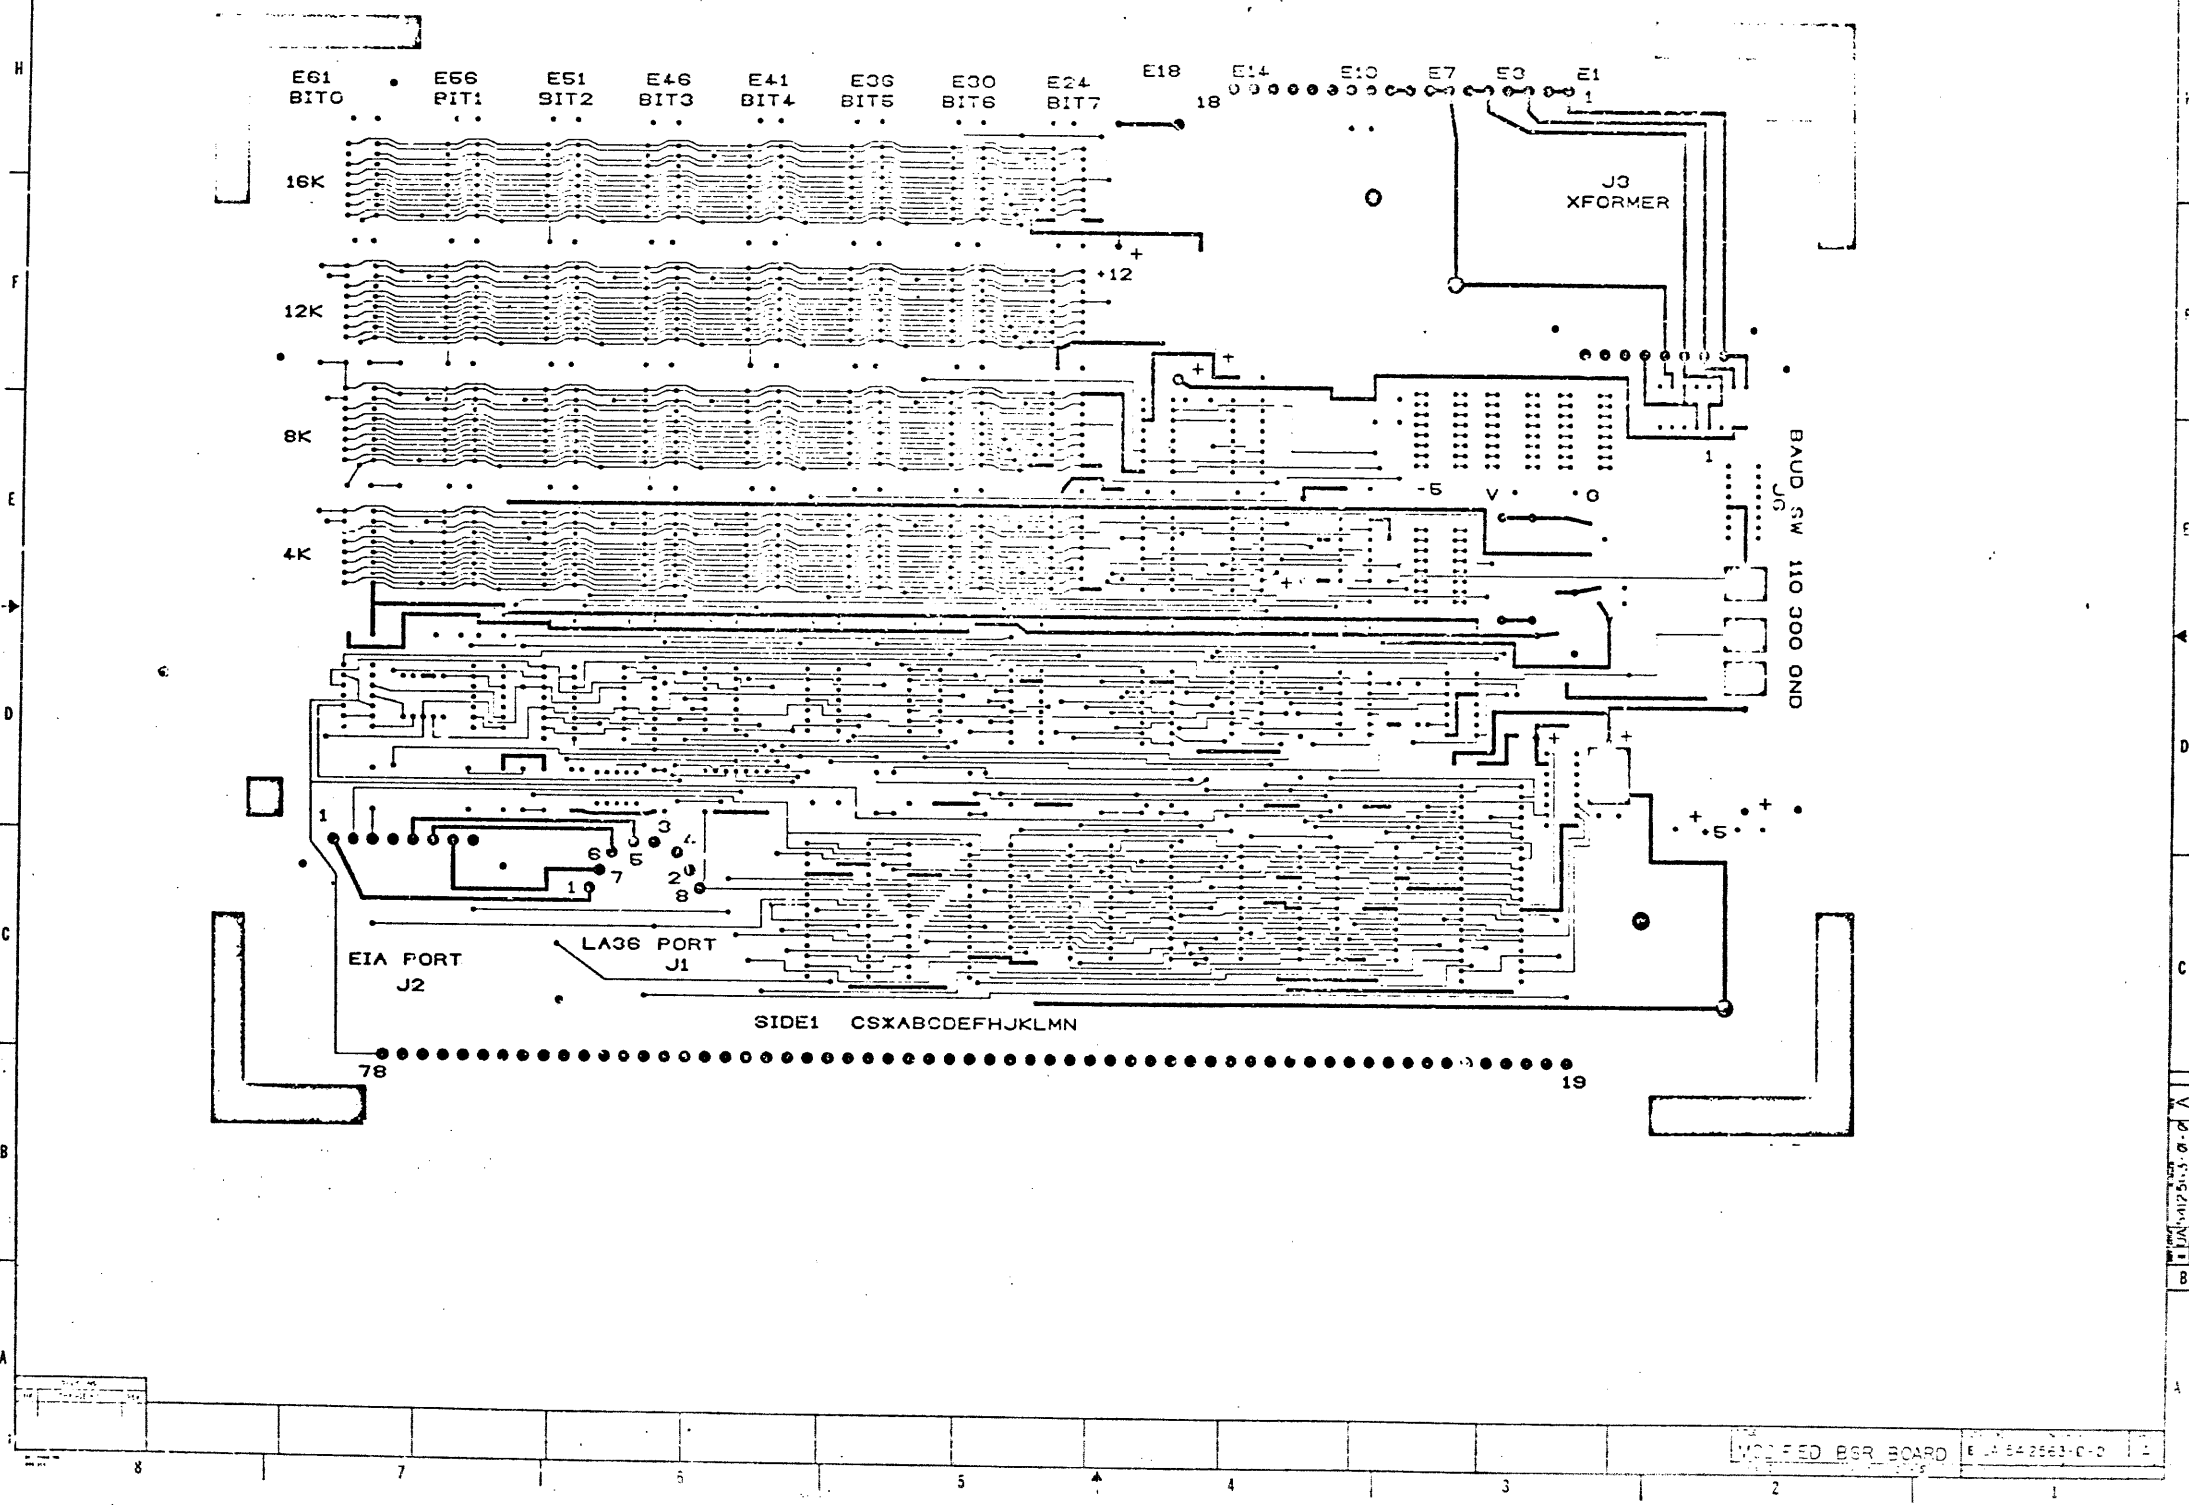 H
E61 E56 E51 E46 E41 E36 E30 E24 E18 E14 E10 E7 E3 E1
BIT0 BIT1 BIT2 BIT3 BIT4 BIT5 BIT6 BIT7 18 1
16K
J3
XFORMER
+
F
+12
12K
+ +
8K
1
BAUD SW 110 300 GND
J6
E
-5 V G
4K
+
D
+ +
D
1
3
4
+ +
5
6 5
7 2
1 8
C
LA36 PORT
J1
EIA PORT
J2
C
SIDE1 CSXABCDEFHJKLMN
78
19
A
B
B
A
MODIFIED BSR BOARD
8 7 6 5 4 3 2 1